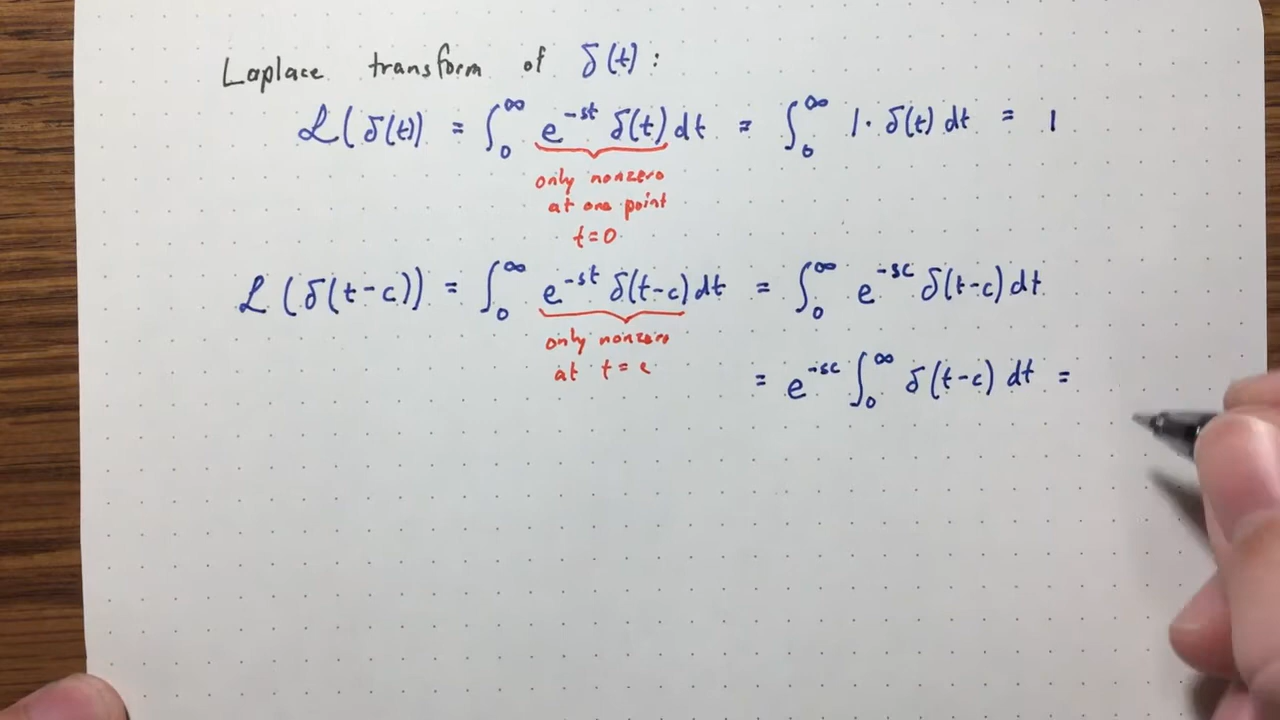 Laplace transform of δ(t):
ℒ(δ(t)) = ∫₀^∞ e^{-st} δ(t) dt = ∫₀^∞ 1·δ(t) dt = 1
only nonzero
at one point
t=0
ℒ(δ(t-c)) = ∫₀^∞ e^{-st} δ(t-c) dt = ∫₀^∞ e^{-sc} δ(t-c) dt
only nonzero
at t = c
= e^{-sc} ∫₀^∞ δ(t-c) dt =